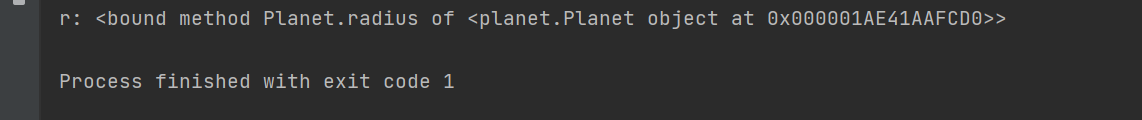 r: <bound method Planet.radius of <planet.Planet object at 0x000001AE41AAFCD0>>
Process finished with exit code 1